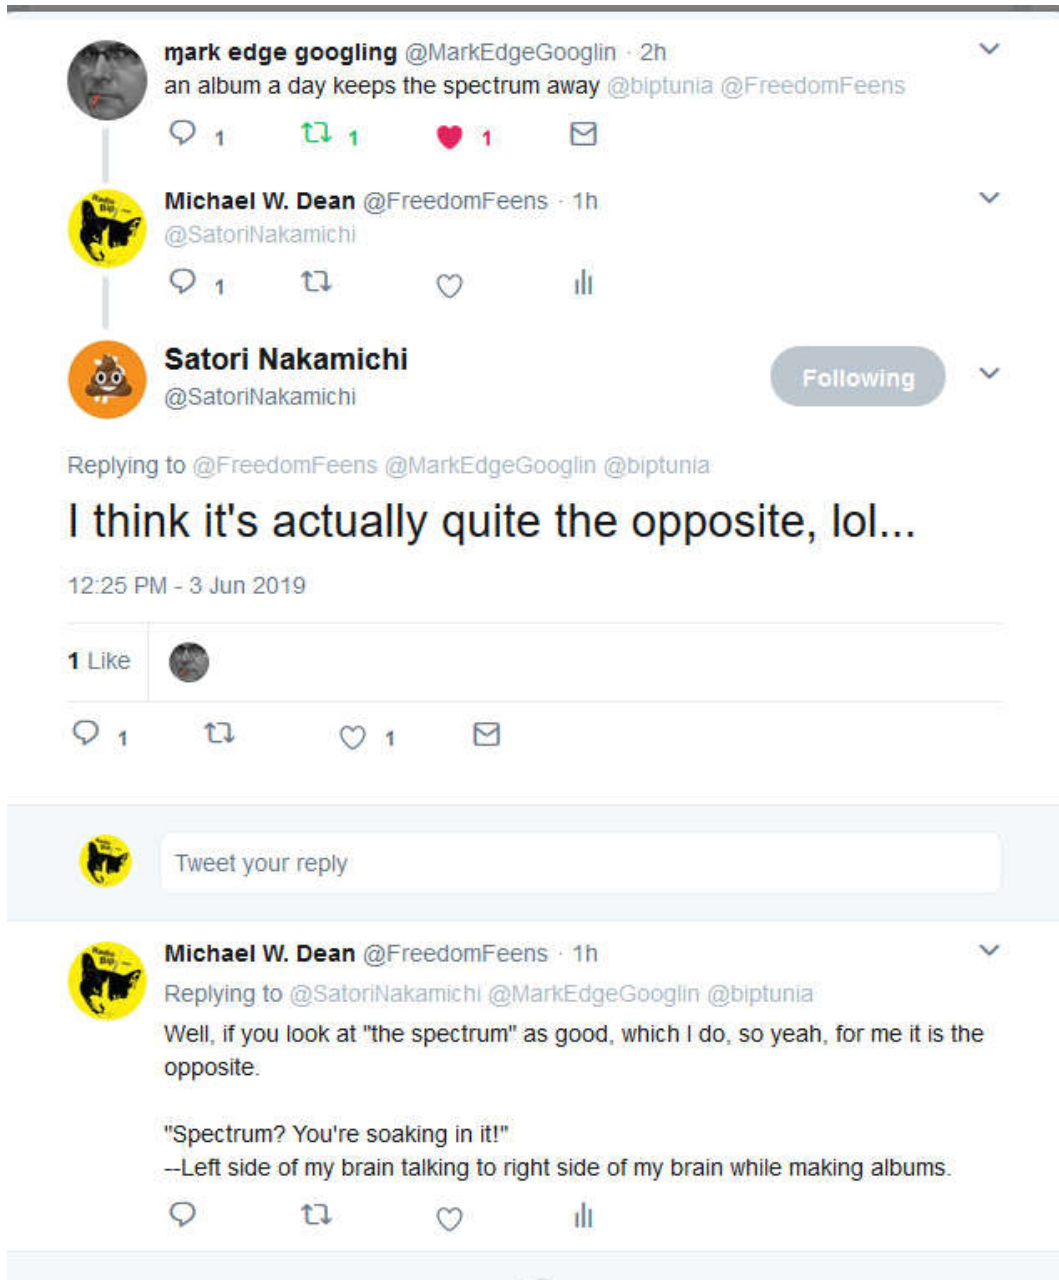 mark edge googling @MarkEdgeGooglin · 2h
an album a day keeps the spectrum away @biptunia @FreedomFeens
1 1 1
Michael W. Dean @FreedomFeens · 1h
@SatoriNakamichi
1
Satori Nakamichi
@SatoriNakamichi
Following
Replying to @FreedomFeens @MarkEdgeGooglin @biptunia
I think it's actually quite the opposite, lol...
12:25 PM - 3 Jun 2019
1 Like
1 1
Tweet your reply
Michael W. Dean @FreedomFeens · 1h
Replying to @SatoriNakamichi @MarkEdgeGooglin @biptunia
Well, if you look at "the spectrum" as good, which I do, so yeah, for me it is the
opposite.
"Spectrum? You're soaking in it!"
--Left side of my brain talking to right side of my brain while making albums.